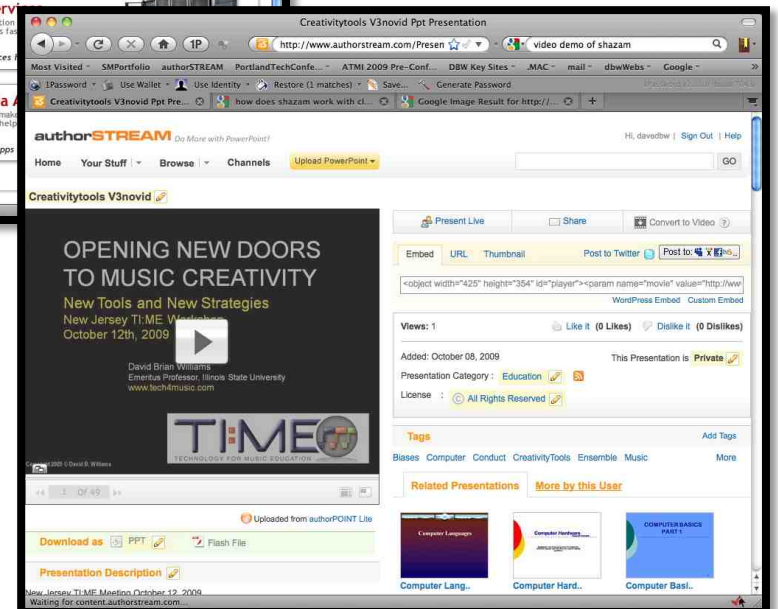 rvices
Creativitytools V3novid Ppt Presentation
1P
http://www.authorstream.com/Presen
video demo of shazam
Most Visited SMPortfolio authorSTREAM PortlandTechConfe... ATMI 2009 Pre-Conf... DBW Key Sites .MAC mail dbwWebs Google
1Password Use Wallet Use Identity Restore (1 matches) Save... Generate Password
Creativitytools V3novid Ppt Pre... how does shazam work with cl... Google Image Result for http://...
authorSTREAM Do More with PowerPoint!
Hi, davedbw | Sign Out | Help
Home Your Stuff Browse Channels Upload PowerPoint
GO
Creativitytools V3novid
OPENING NEW DOORS
TO MUSIC CREATIVITY
New Tools and New Strategies
New Jersey TI:ME Workshop
October 12th, 2009
David Brian Williams
Emeritus Professor, Illinois State University
www.tech4music.com
TI:ME
TECHNOLOGY FOR MUSIC EDUCATION
Copyright 2009 © David B. Williams
OF 49
Uploaded from authorPOINT Lite
Download as PPT Flash File
Presentation Description
New Jersey TI:ME Meeting October 12, 2009
Waiting for content.authorstream.com...
Present Live Share Convert to Video ?
Embed URL Thumbnail Post to Twitter Post to:
<object width="425" height="354" id="player"><param name="movie" value="http://ww
WordPress Embed Custom Embed
Views: 1 Like it (0 Likes) Dislike it (0 Dislikes)
Added: October 08, 2009 This Presentation is Private
Presentation Category : Education
License : © All Rights Reserved
Tags Add Tags
Biases Computer Conduct CreativityTools Ensemble Music More
Related Presentations More by this User
Computer Languages
Computer Hardware
COMPUTER BASICS
PART 1
Computer Lang.. Computer Hard.. Computer Basi..